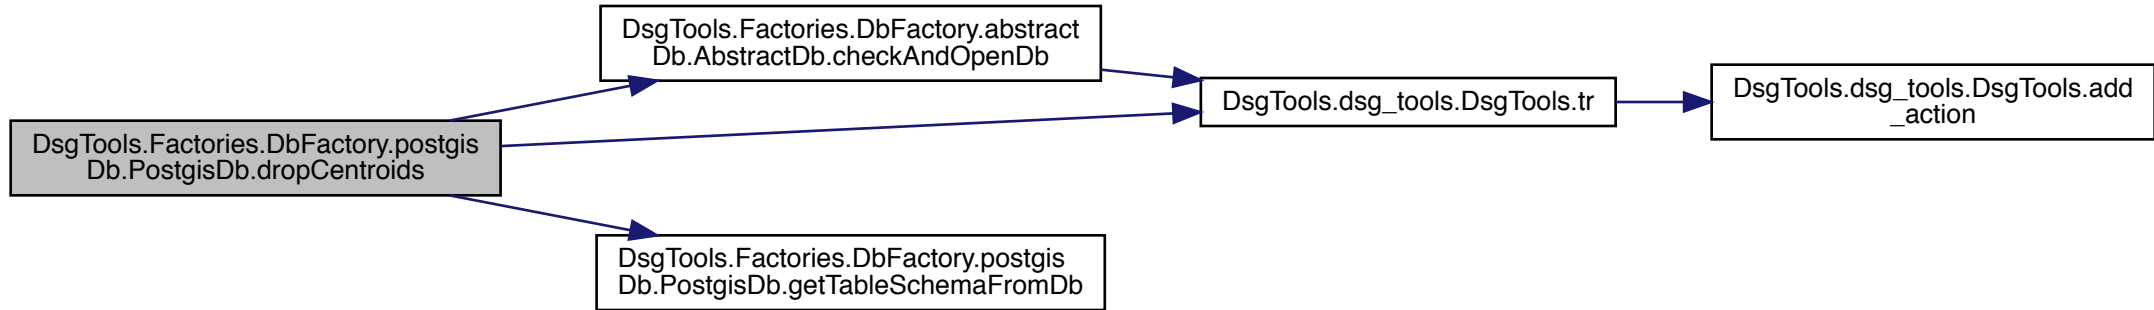 DsgTools.Factories.DbFactory.abstract
Db.AbstractDb.checkAndOpenDb
DsgTools.dsg_tools.DsgTools.tr
DsgTools.dsg_tools.DsgTools.add
_action
DsgTools.Factories.DbFactory.postgis
Db.PostgisDb.dropCentroids
DsgTools.Factories.DbFactory.postgis
Db.PostgisDb.getTableSchemaFromDb